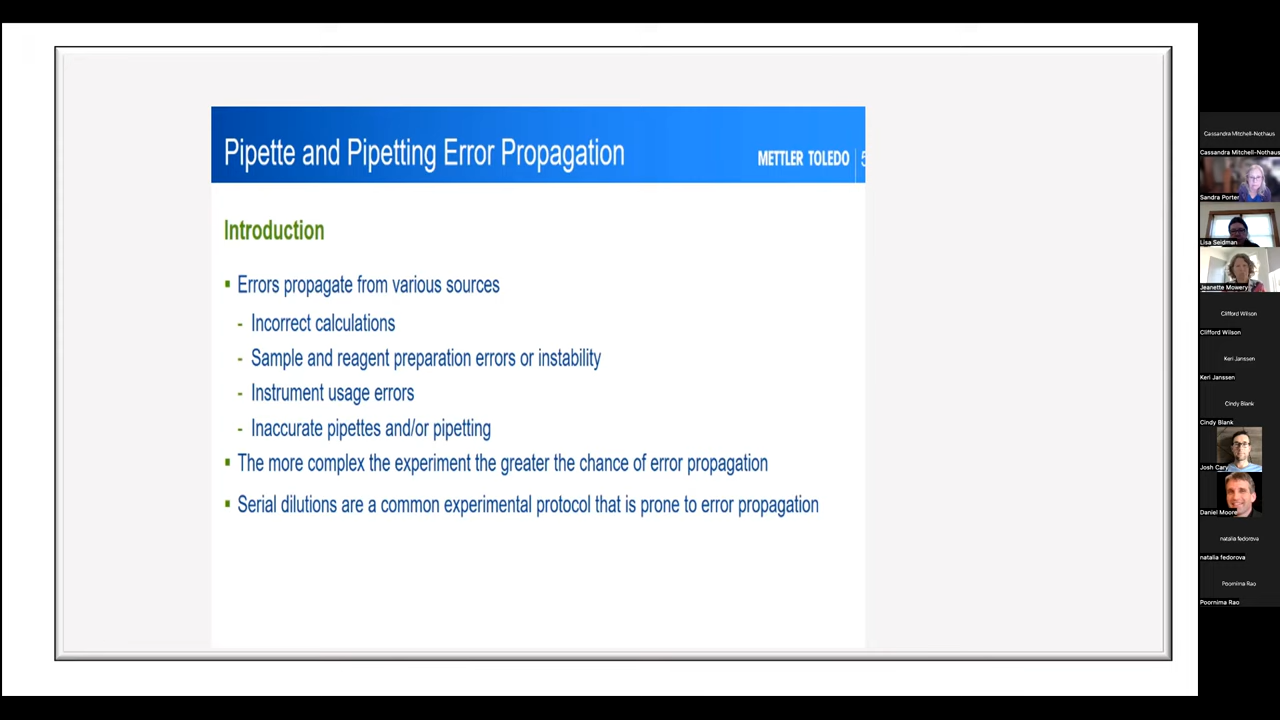 Pipette and Pipetting Error Propagation
METTLER TOLEDO
Introduction
▪ Errors propagate from various sources
- Incorrect calculations
- Sample and reagent preparation errors or instability
- Instrument usage errors
- Inaccurate pipettes and/or pipetting
▪ The more complex the experiment the greater the chance of error propagation
▪ Serial dilutions are a common experimental protocol that is prone to error propagation
Cassandra Mitchell-Nothaus
Cassandra Mitchell-Nothaus
Sandra Porter
Lisa Seidman
Jeanette Mowery
Clifford Wilson
Clifford Wilson
Keri Janssen
Keri Janssen
Cindy Blank
Cindy Blank
Josh Cary
Daniel Moore
natalia fedorova
natalia fedorova
Poornima Rao
Poornima Rao